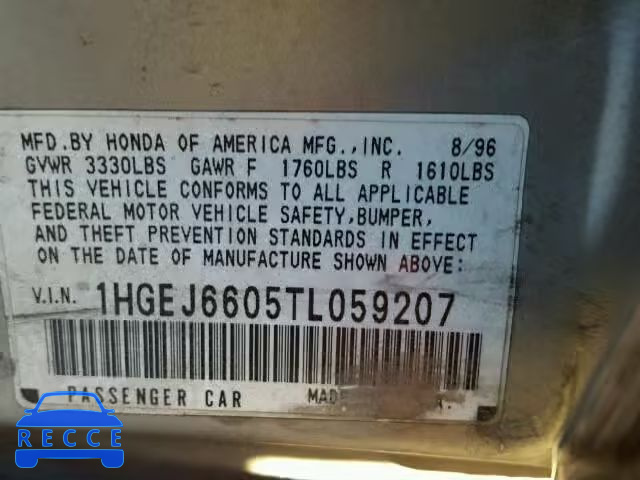 MFD.BY HONDA OF AMERICA MFG.,INC. 8/96
GVWR 3330LBS GAWR F 1760LBS R 1610LBS
THIS VEHICLE CONFORMS TO ALL APPLICABLE
FEDERAL MOTOR VEHICLE SAFETY,BUMPER,
AND THEFT PREVENTION STANDARDS IN EFFECT
ON THE DATE OF MANUFACTURE SHOWN ABOVE:
V.I.N. 1HGEJ6605TL059207
PASSENGER CAR
RECCE